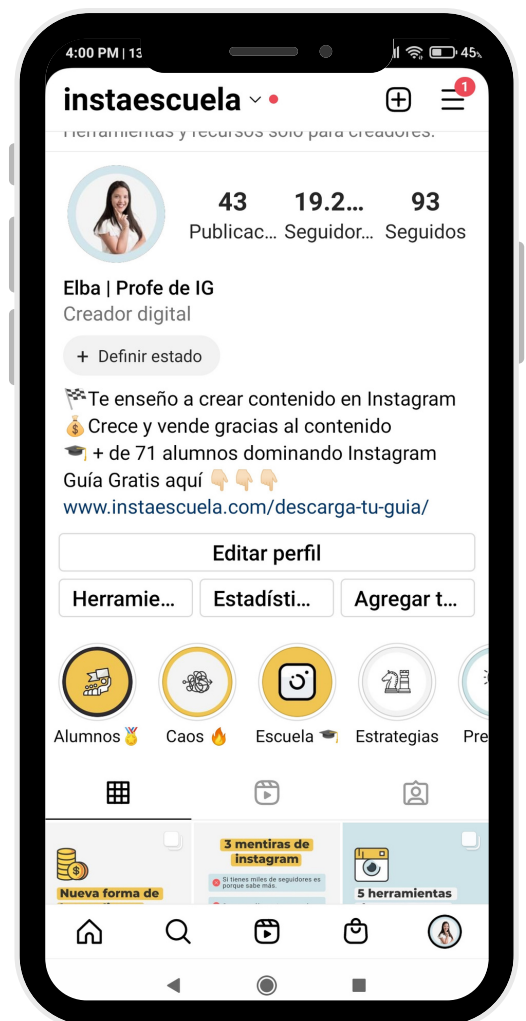 4:00 PM | 13
45%
instaescuela
1
Herramientas y recursos solo para creadores.
43
19.2...
93
Publicac...
Seguidor...
Seguidos
Elba | Profe de IG
Creador digital
+ Definir estado
🏁Te enseño a crear contenido en Instagram
💰Crece y vende gracias al contenido
🎓 + de 71 alumnos dominando Instagram
Guía Gratis aquí 👇🏻👇🏻👇🏻
www.instaescuela.com/descarga-tu-guia/
Editar perfil
Herramie...
Estadísti...
Agregar t...
Alumnos🏅
Caos 🔥
Escuela 🎓
Estrategias
Pre
Nueva forma de
3 mentiras de
instagram
Si tienes miles de seguidores es
porque sabe más.
5 herramientas